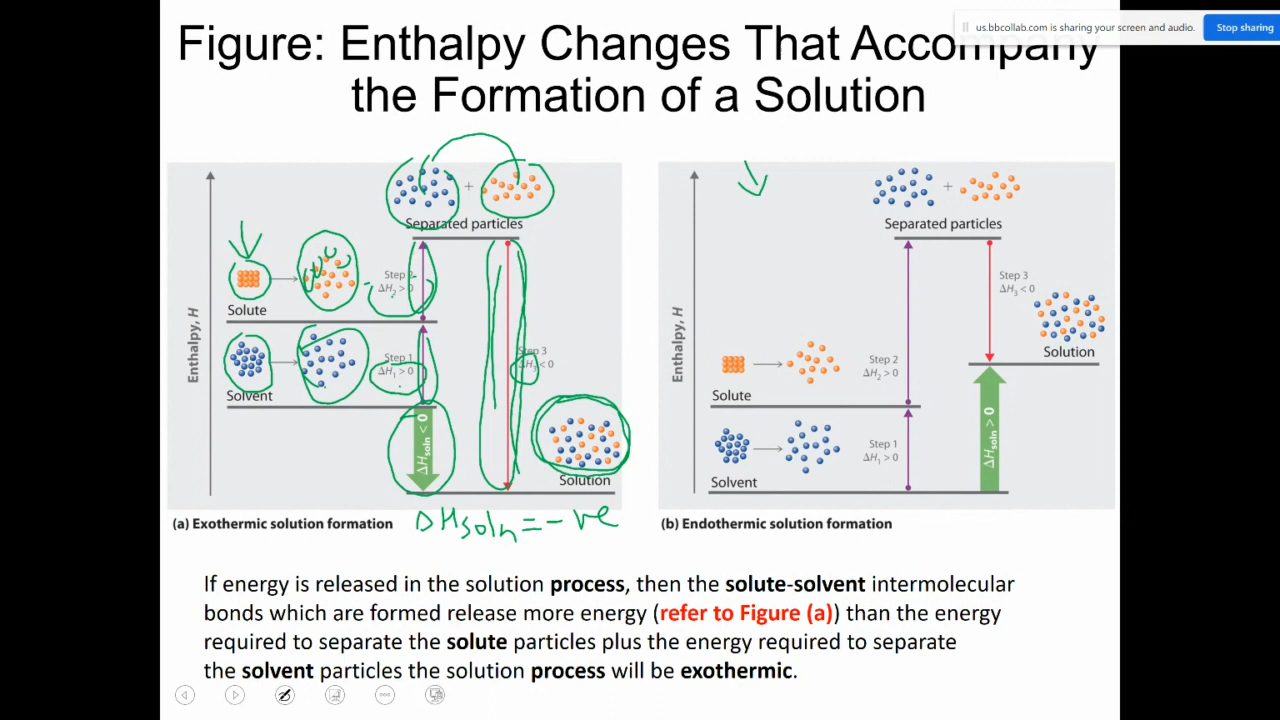 us.bbcollab.com is sharing your screen and audio.
Stop sharing
Figure: Enthalpy Changes That Accompany
the Formation of a Solution
Enthalpy, H
+
Separated particles
Step 2
ΔH₂ > 0
Solute
Step 1
ΔH₁ > 0
Solvent
Step 3
ΔH₃ < 0
ΔHsoln < 0
Solution
(a) Exothermic solution formation
ΔHsoln = -ve
Enthalpy, H
+
Separated particles
Step 3
ΔH₃ < 0
Solution
Step 2
ΔH₂ > 0
Solute
Step 1
ΔH₁ > 0
Solvent
ΔHsoln > 0
(b) Endothermic solution formation
If energy is released in the solution process, then the solute-solvent intermolecular
bonds which are formed release more energy (refer to Figure (a)) than the energy
required to separate the solute particles plus the energy required to separate
the solvent particles the solution process will be exothermic.